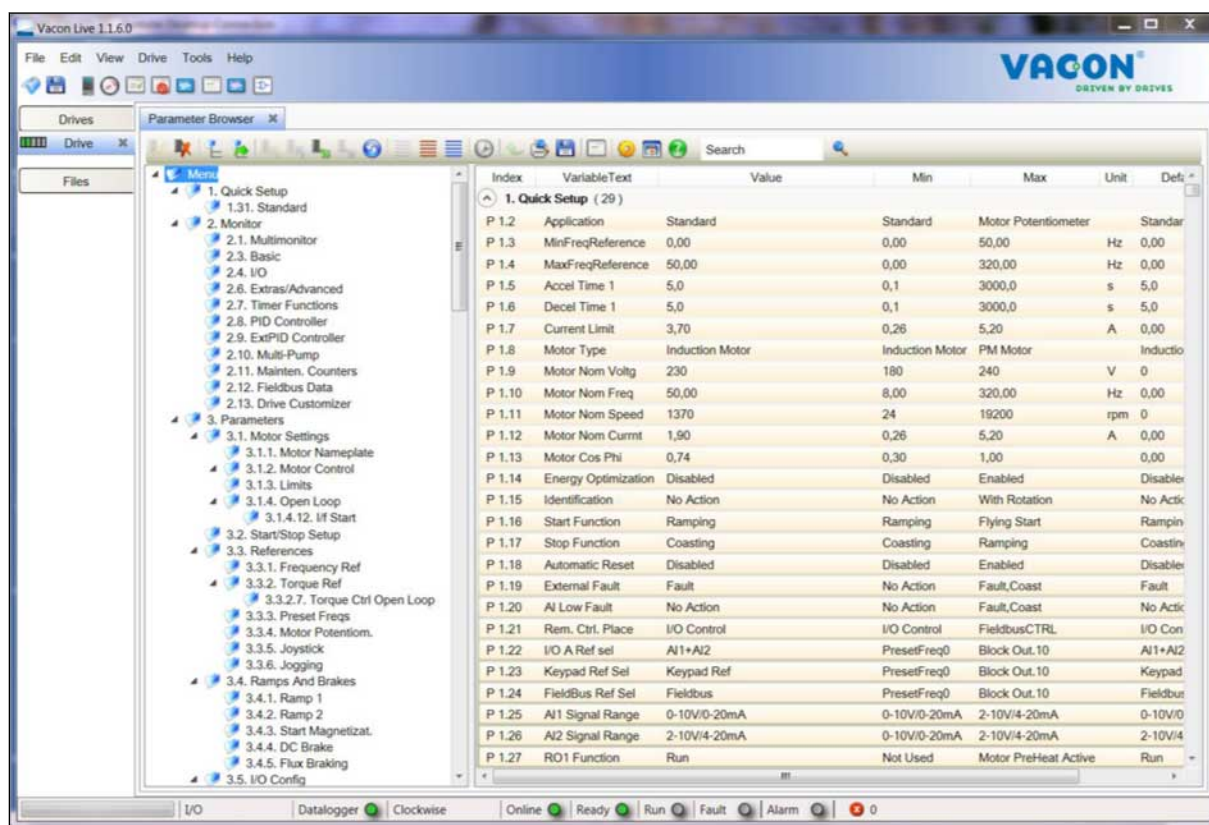 Vacon Live 1.1.6.0
File Edit View Drive Tools Help
VACON®
DRIVEN BY DRIVES
Drives
Drive
Files
Parameter Browser
Search
Menu
1. Quick Setup
1.31. Standard
2. Monitor
2.1. Multimonitor
2.3. Basic
2.4. I/O
2.6. Extras/Advanced
2.7. Timer Functions
2.8. PID Controller
2.9. ExtPID Controller
2.10. Multi-Pump
2.11. Mainten. Counters
2.12. Fieldbus Data
2.13. Drive Customizer
3. Parameters
3.1. Motor Settings
3.1.1. Motor Nameplate
3.1.2. Motor Control
3.1.3. Limits
3.1.4. Open Loop
3.1.4.12. I/f Start
3.2. Start/Stop Setup
3.3. References
3.3.1. Frequency Ref
3.3.2. Torque Ref
3.3.2.7. Torque Ctrl Open Loop
3.3.3. Preset Freqs
3.3.4. Motor Potentiom.
3.3.5. Joystick
3.3.6. Jogging
3.4. Ramps And Brakes
3.4.1. Ramp 1
3.4.2. Ramp 2
3.4.3. Start Magnetizat.
3.4.4. DC Brake
3.4.5. Flux Braking
3.5. I/O Config
Index VariableText Value Min Max Unit Defa
1. Quick Setup (29)
P 1.2 Application Standard Standard Motor Potentiometer Standar
P 1.3 MinFreqReference 0,00 0,00 50,00 Hz 0,00
P 1.4 MaxFreqReference 50,00 0,00 320,00 Hz 0,00
P 1.5 Accel Time 1 5,0 0,1 3000,0 s 5,0
P 1.6 Decel Time 1 5,0 0,1 3000,0 s 5,0
P 1.7 Current Limit 3,70 0,26 5,20 A 0,00
P 1.8 Motor Type Induction Motor Induction Motor PM Motor Inductio
P 1.9 Motor Nom Voltg 230 180 240 V 0
P 1.10 Motor Nom Freq 50,00 8,00 320,00 Hz 0,00
P 1.11 Motor Nom Speed 1370 24 19200 rpm 0
P 1.12 Motor Nom Currnt 1,90 0,26 5,20 A 0,00
P 1.13 Motor Cos Phi 0,74 0,30 1,00 0,00
P 1.14 Energy Optimization Disabled Disabled Enabled Disable
P 1.15 Identification No Action No Action With Rotation No Actic
P 1.16 Start Function Ramping Ramping Flying Start Rampin
P 1.17 Stop Function Coasting Coasting Ramping Coastin
P 1.18 Automatic Reset Disabled Disabled Enabled Disable
P 1.19 External Fault Fault No Action Fault,Coast Fault
P 1.20 AI Low Fault No Action No Action Fault,Coast No Actic
P 1.21 Rem. Ctrl. Place I/O Control I/O Control FieldbusCTRL I/O Con
P 1.22 I/O A Ref sel AI1+AI2 PresetFreq0 Block Out.10 AI1+AI2
P 1.23 Keypad Ref Sel Keypad Ref PresetFreq0 Block Out.10 Keypad
P 1.24 FieldBus Ref Sel Fieldbus PresetFreq0 Block Out.10 Fieldbus
P 1.25 AI1 Signal Range 0-10V/0-20mA 0-10V/0-20mA 2-10V/4-20mA 0-10V/0
P 1.26 AI2 Signal Range 2-10V/4-20mA 0-10V/0-20mA 2-10V/4-20mA 2-10V/4
P 1.27 RO1 Function Run Not Used Motor PreHeat Active Run
I/O Datalogger Clockwise Online Ready Run Fault Alarm 0